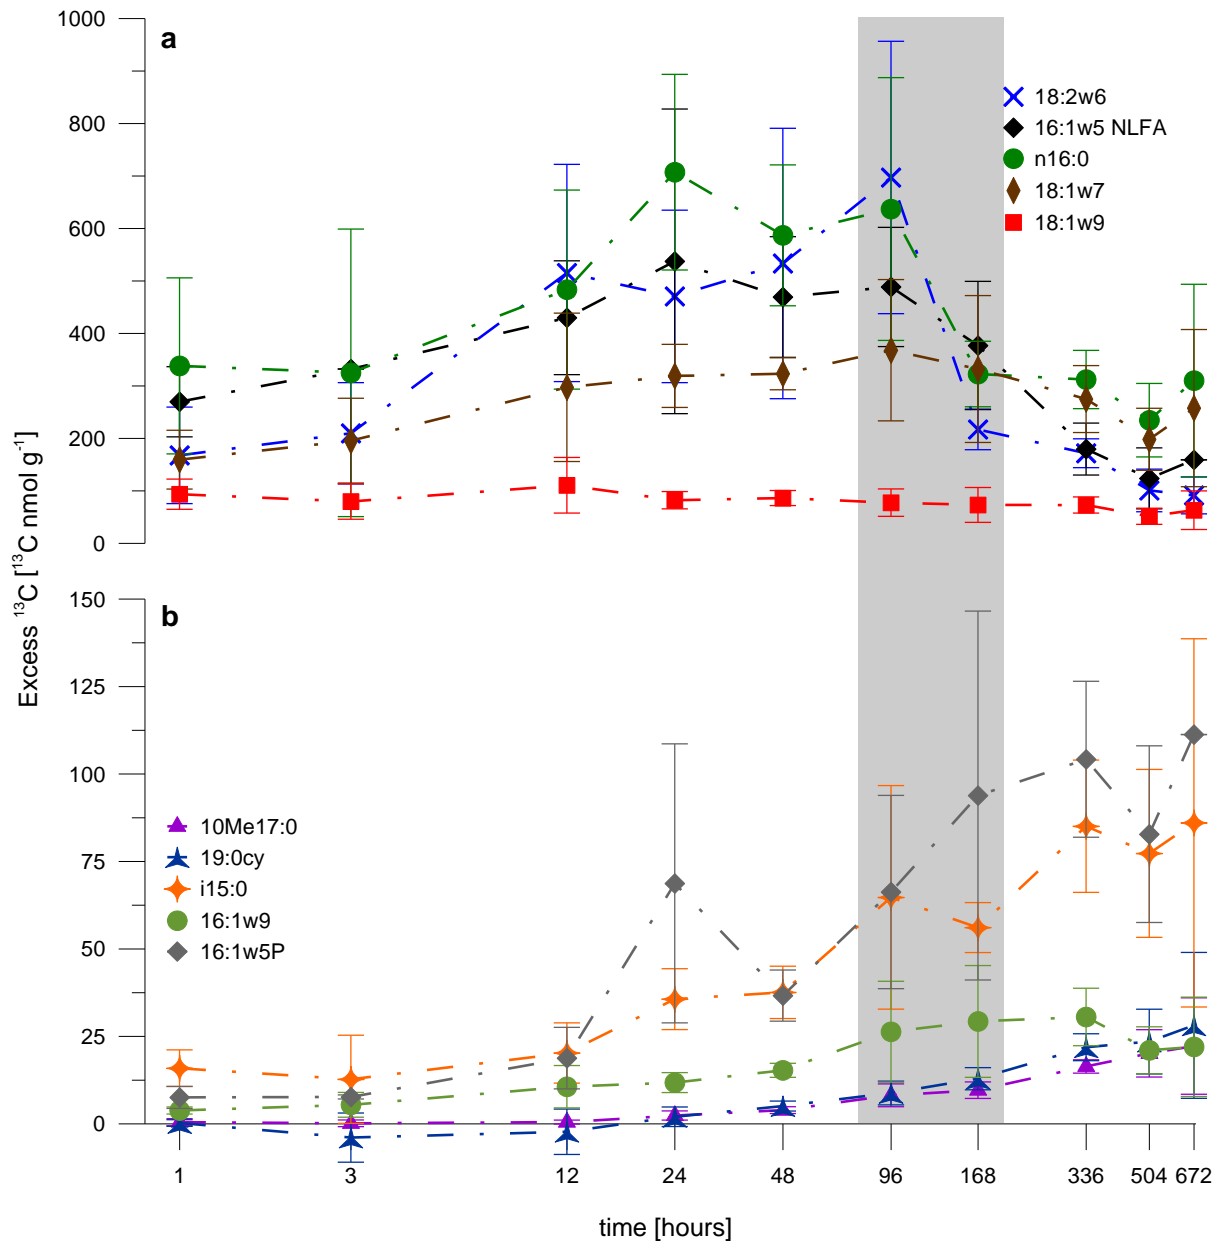 a
1000
800
600
400
200
0
18:2w6
16:1w5 NLFA
n16:0
18:1w7
18:1w9
Excess ¹³C [¹³C nmol g⁻¹]
b
150
125
100
75
50
25
0
10Me17:0
19:0cy
i15:0
16:1w9
16:1w5P
1 3 12 24 48 96 168 336 504 672
time [hours]